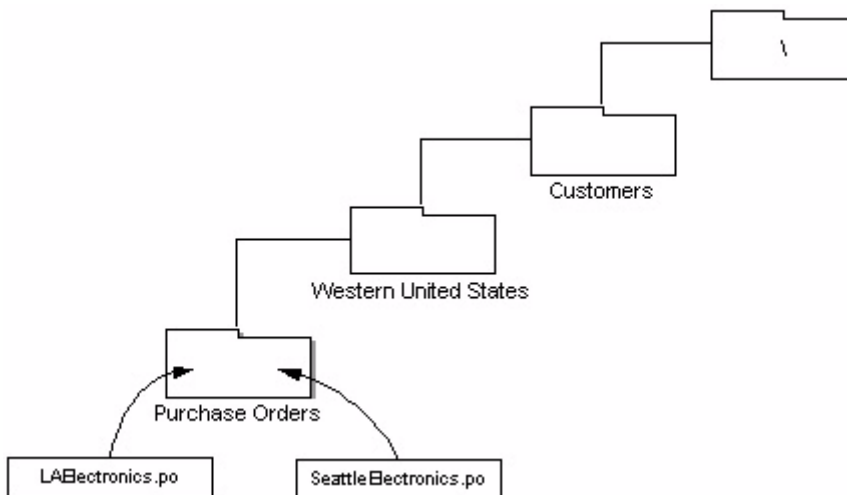 \
Customers
Western United States
Purchase Orders
LAElectronics.po
SeattleElectronics.po